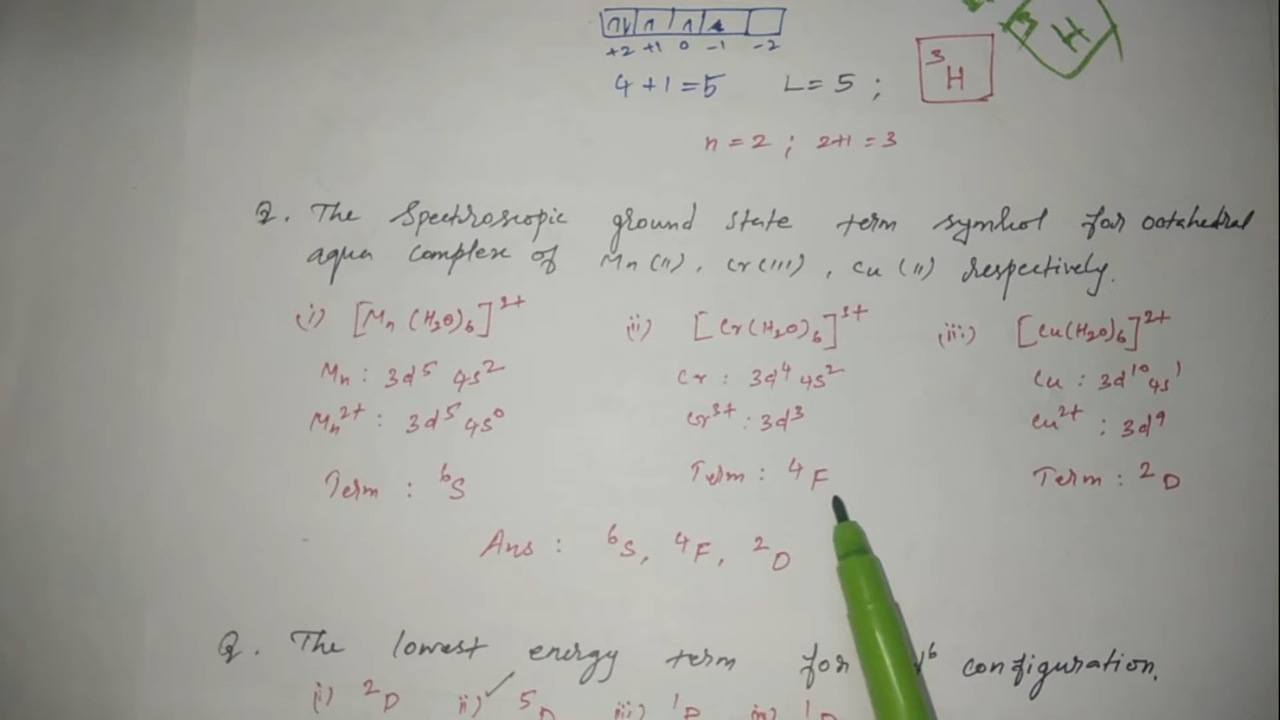 +2 +1 0 -1 -2
4+1=5 L=5 ; ³H
H
n=2 ; 2+1=3
Q. The Spectroscopic ground state term symbol for octahedral
aqua complex of Mn(II), Cr(III), Cu(II) respectively.
(i) [Mn(H₂O)₆]²⁺ (ii) [Cr(H₂O)₆]³⁺ (iii) [Cu(H₂O)₆]²⁺
Mn : 3d⁵ 4s² Cr : 3d⁴ 4s² Cu : 3d¹⁰ 4s¹
Mn²⁺ : 3d⁵ 4s⁰ Cr³⁺ : 3d³ Cu²⁺ : 3d⁹
Term : ⁶S Term : ⁴F Term : ²D
Ans : ⁶S, ⁴F, ²D
Q. The lowest energy term for ⁶ configuration.
(i) ²D ii) ✓ ⁵D iii) ¹D